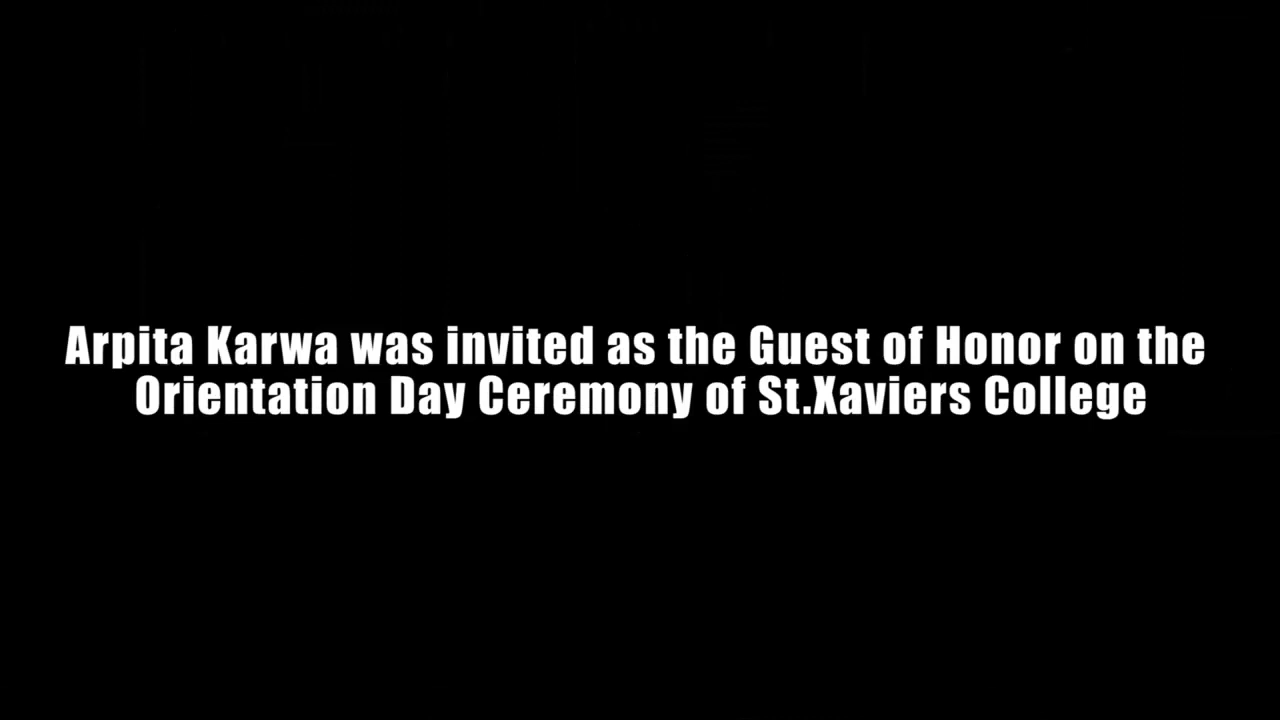 Arpita Karwa was invited as the Guest of Honor on the
Orientation Day Ceremony of St.Xaviers College